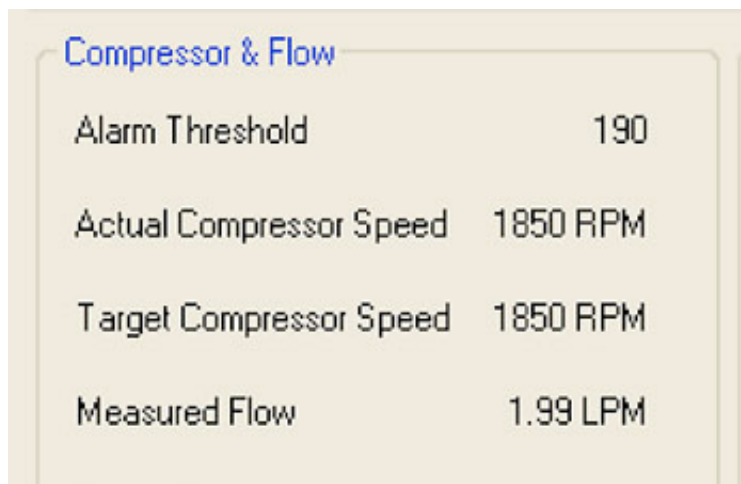 Compressor & Flow
Alarm Threshold 190
Actual Compressor Speed 1850 RPM
Target Compressor Speed 1850 RPM
Measured Flow 1.99 LPM